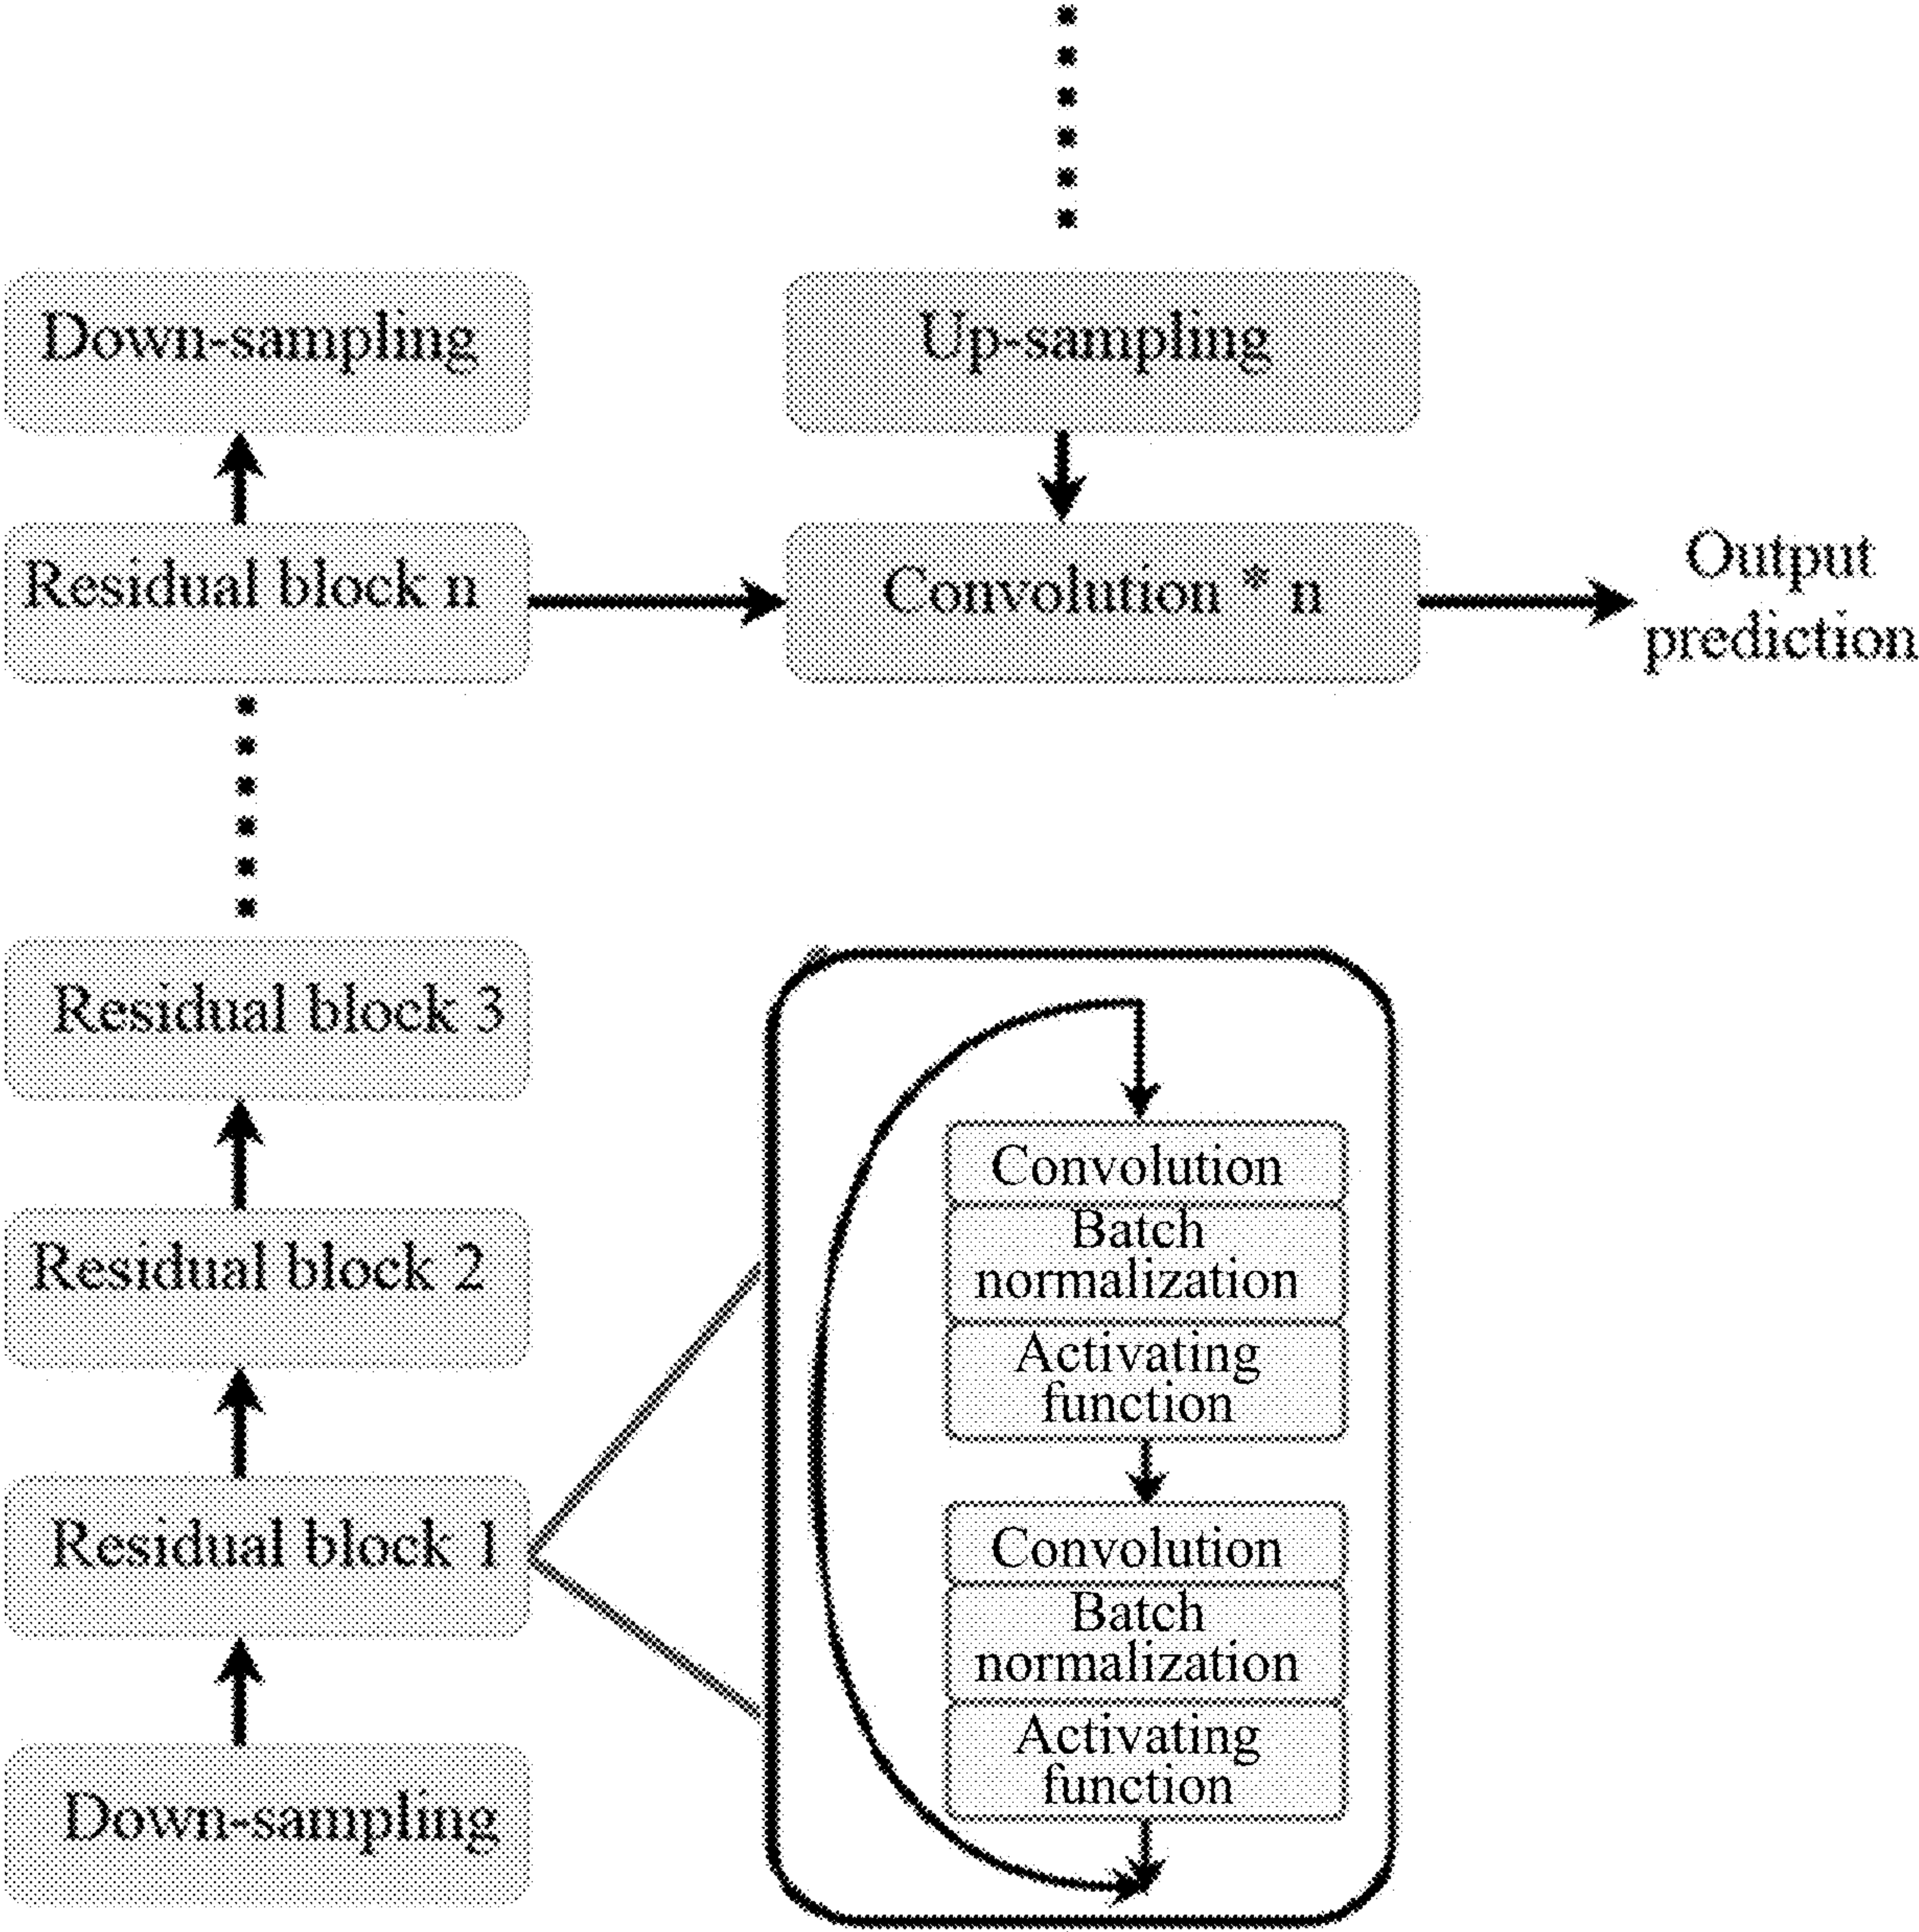 Down-sampling
Up-sampling
Residual block n
Convolution * n
Output
prediction
Residual block 3
Residual block 2
Residual block 1
Down-sampling
Convolution
Batch
normalization
Activating
function
Convolution
Batch
normalization
Activating
function